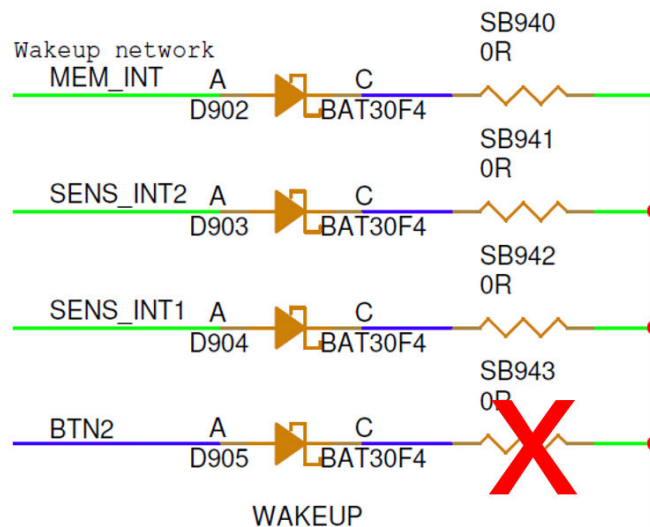 SB940
0R
Wakeup network
MEM_INT A C
D902 BAT30F4
SB941
0R
SENS_INT2 A C
D903 BAT30F4
SB942
0R
SENS_INT1 A C
D904 BAT30F4
SB943
0R
BTN2 A C
D905 BAT30F4
WAKEUP